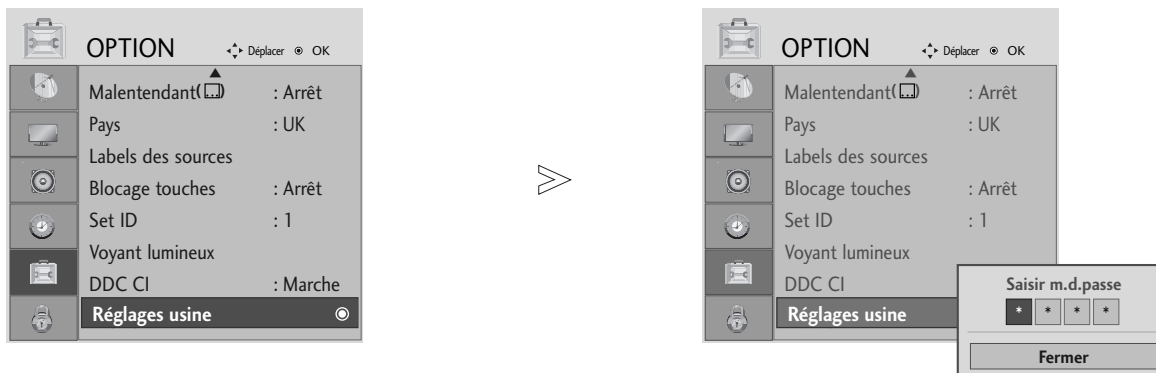 OPTION
Déplacer OK
Malentendant( ) : Arrêt
Pays : UK
Labels des sources
Blocage touches : Arrêt
Set ID : 1
Voyant lumineux
DDC CI : Marche
Réglages usine
OPTION
Déplacer OK
Malentendant( ) : Arrêt
Pays : UK
Labels des sources
Blocage touches : Arrêt
Set ID : 1
Voyant lumineux
DDC CI
Réglages usine
Saisir m.d.passe
* * * *
Fermer